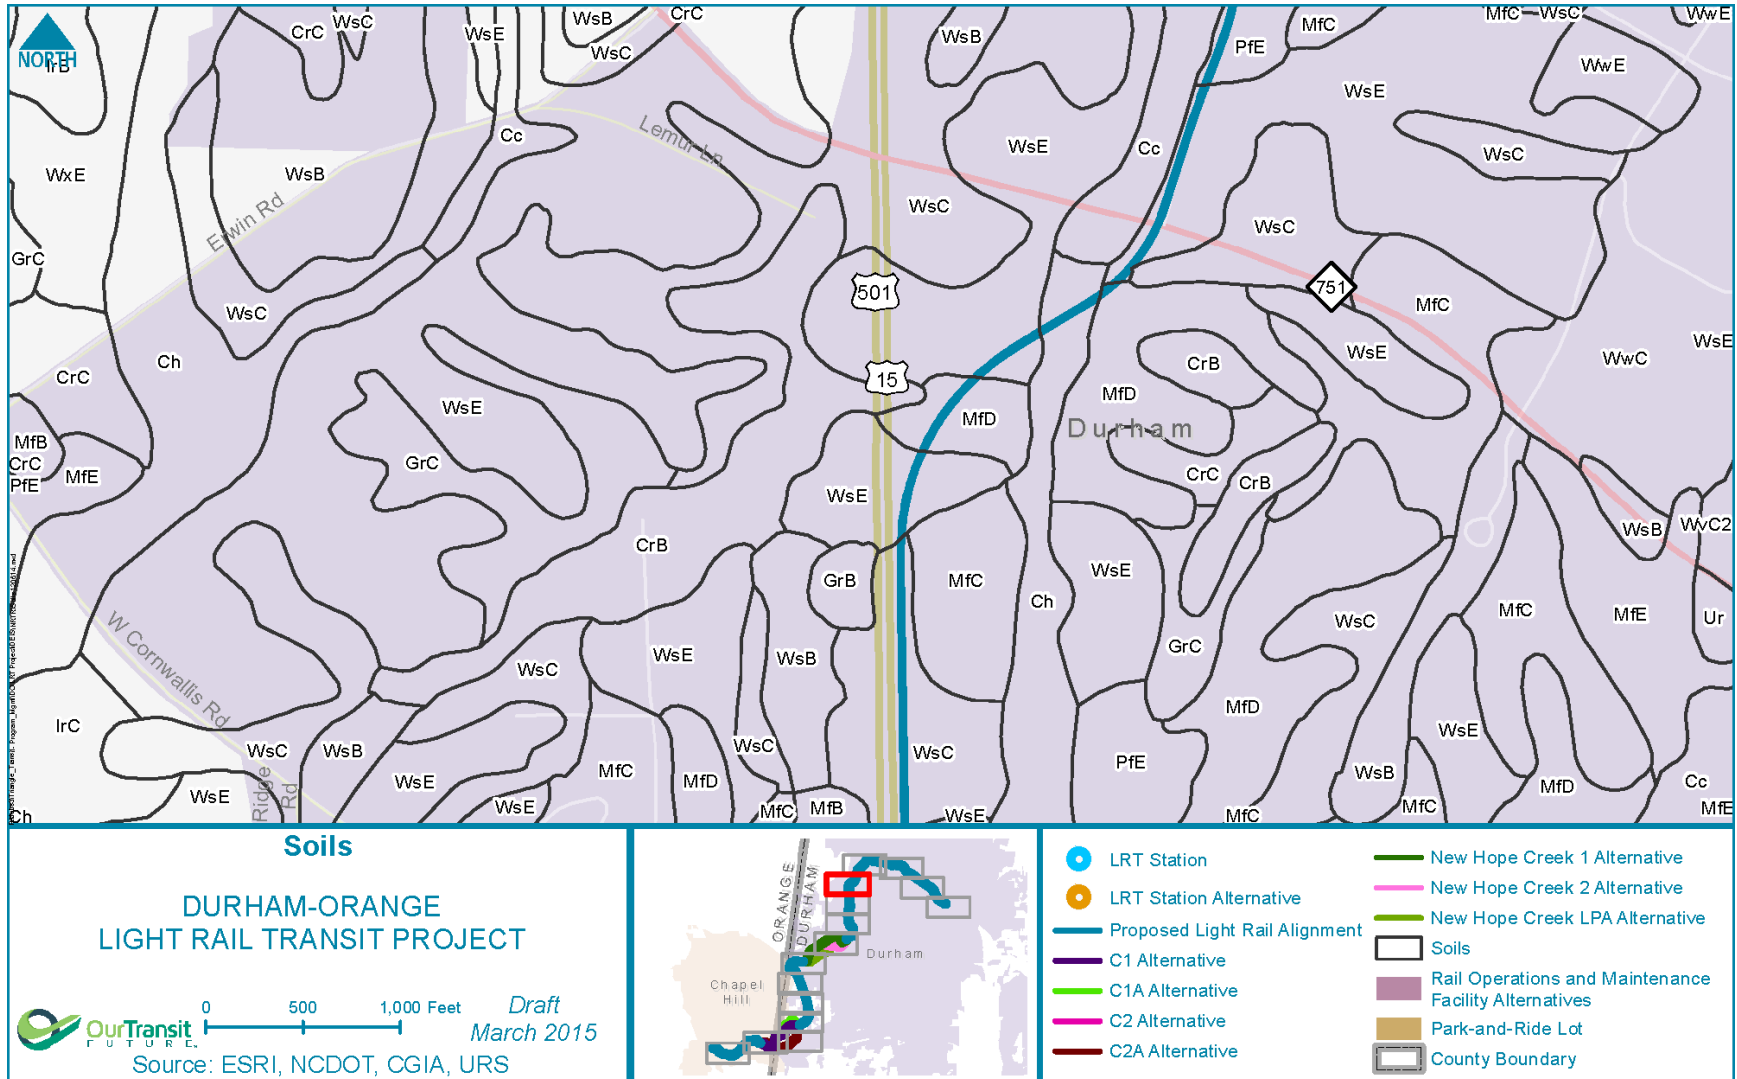 NORTH
IrB
CrC
WsC
WsE
WsB
CrC
WsC
WsB
PfE
MfC
MfC
WsC
WwE
WwE
WsE
Cc
Lemur Ln
WsE
Cc
WsC
WxE
WsB
WsC
WsC
Erwin Rd
GrC
501
751
MfC
WsC
Ch
WsE
WwC
WsE
CrC
15
CrB
MfD
WsE
MfD
Durham
MfB
CrC
PfE
MfE
GrC
WsE
CrC
CrB
WsB
WvC2
CrB
GrB
MfC
WsE
Ch
MfC
MfE
Ur
W Cornwallis Rd
WsC
WsE
WsB
GrC
WsC
IrC
WsC
WsB
WsC
WsC
MfD
WsE
WsE
MfC
MfD
PfE
WsB
MfD
Cc
WsE
Ridge Rd
WsE
MfC
MfB
WsE
MfC
MfC
MfE
Ch
Soils
DURHAM-ORANGE
LIGHT RAIL TRANSIT PROJECT
0 500 1,000 Feet
Draft
March 2015
OurTransit
FUTURE
Source: ESRI, NCDOT, CGIA, URS
ORANGE
DURHAM
Durham
Chapel
Hill
LRT Station
LRT Station Alternative
Proposed Light Rail Alignment
C1 Alternative
C1A Alternative
C2 Alternative
C2A Alternative
New Hope Creek 1 Alternative
New Hope Creek 2 Alternative
New Hope Creek LPA Alternative
Soils
Rail Operations and Maintenance
Facility Alternatives
Park-and-Ride Lot
County Boundary